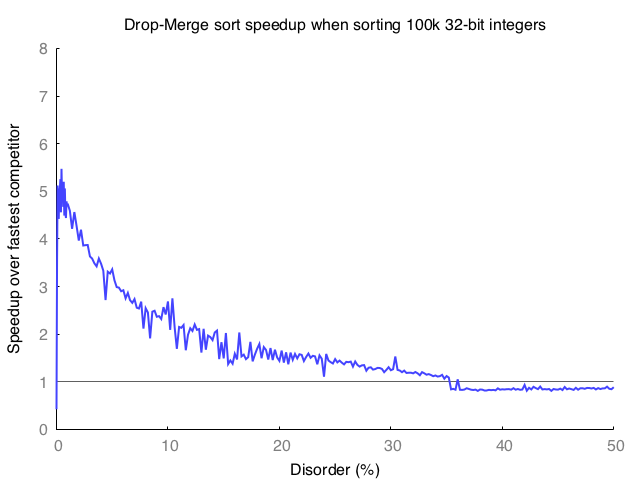 Drop-Merge sort speedup when sorting 100k 32-bit integers
8
7
6
5
4
3
2
1
0
Speedup over fastest competitor
0 10 20 30 40 50
Disorder (%)